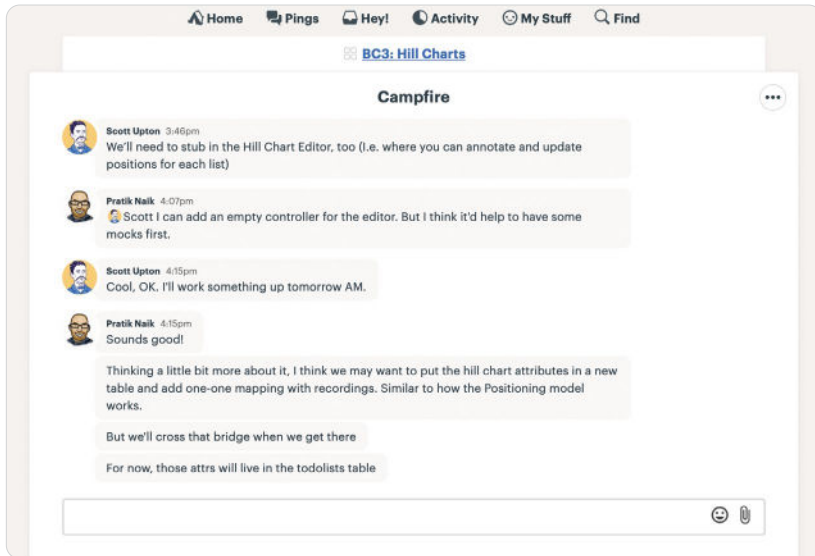 Home Pings Hey! Activity My Stuff Find
BC3: Hill Charts
Campfire
Scott Upton 3:46pm
We'll need to stub in the Hill Chart Editor, too (I.e. where you can annotate and update
positions for each list)
Pratik Naik 4:07pm
Scott I can add an empty controller for the editor. But I think it'd help to have some
mocks first.
Scott Upton 4:15pm
Cool, OK. I'll work something up tomorrow AM.
Pratik Naik 4:15pm
Sounds good!
Thinking a little bit more about it, I think we may want to put the hill chart attributes in a new
table and add one-one mapping with recordings. Similar to how the Positioning model
works.
But we'll cross that bridge when we get there
For now, those attrs will live in the todolists table